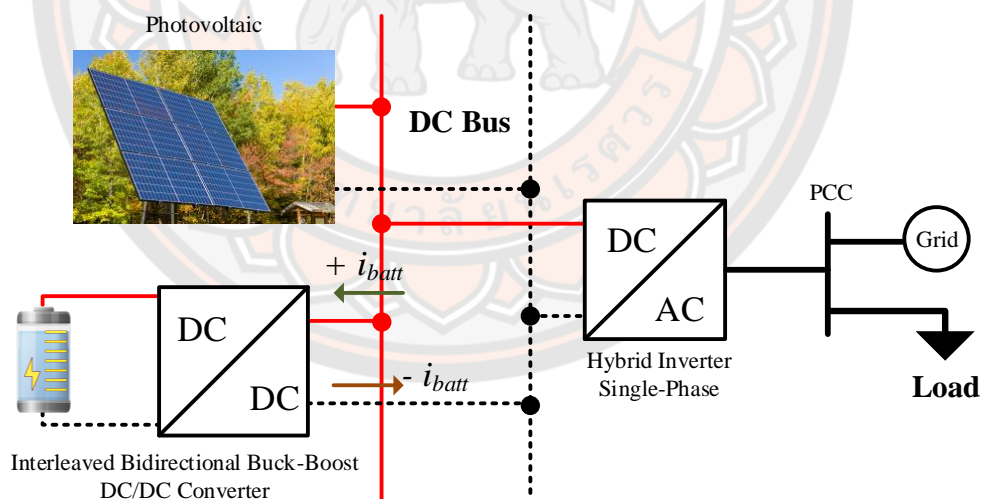 Photovoltaic
DC Bus
PCC
Grid
DC
AC
+ i_batt
DC
DC
- i_batt
Hybrid Inverter
Single-Phase
Load
Interleaved Bidirectional Buck-Boost
DC/DC Converter